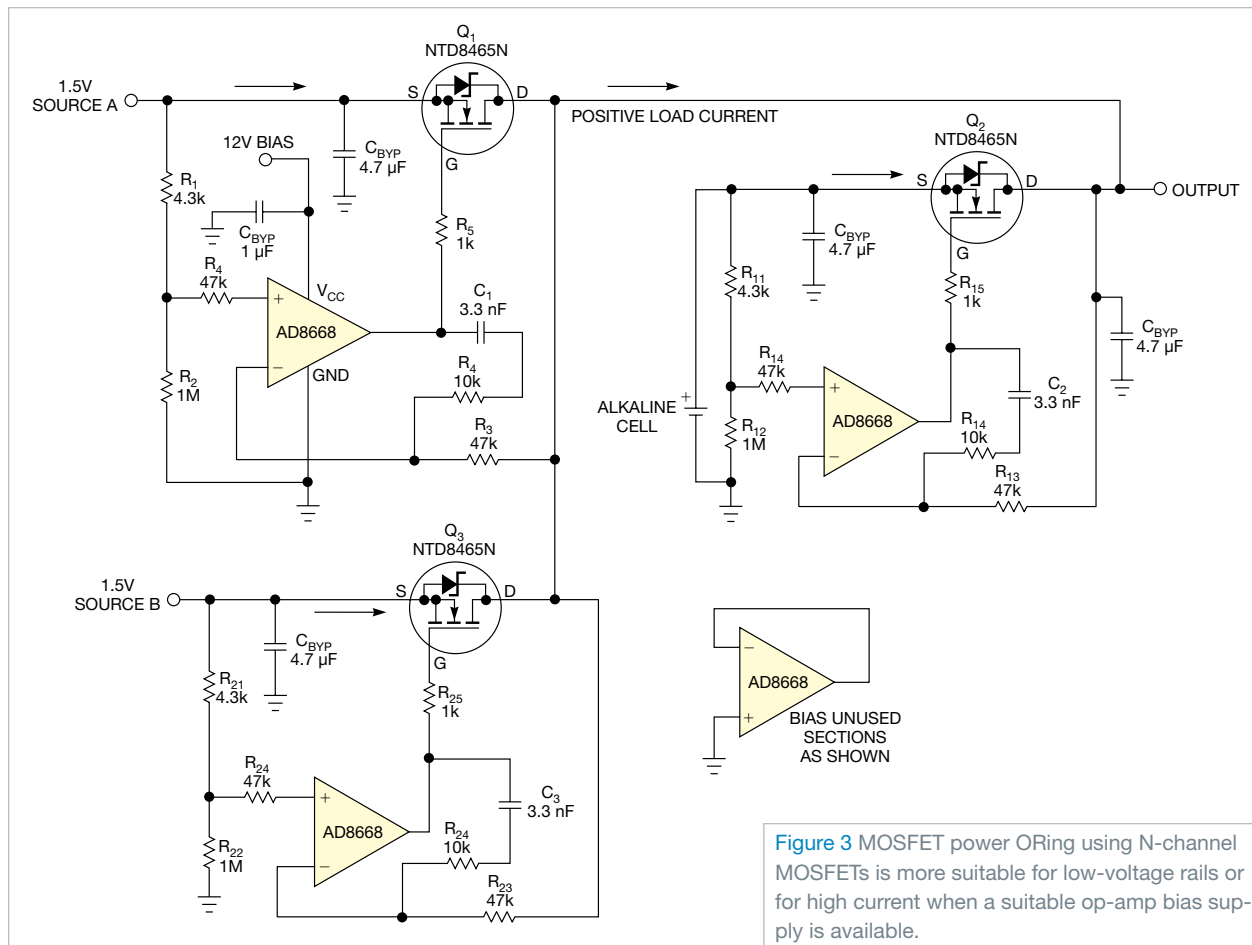 Q1
NTD8465N
1.5V
SOURCE A
S
D
G
POSITIVE LOAD CURRENT
12V BIAS
CBYP
4.7 µF
R1
4.3k
CBYP
1 µF
R5
1k
R4
47k
+
VCC
AD8668
−
GND
C1
3.3 nF
R2
1M
R4
10k
R3
47k
Q2
NTD8465N
S
D
G
OUTPUT
CBYP
4.7 µF
R11
4.3k
R15
1k
CBYP
4.7 µF
R14
47k
+
AD8668
−
C2
3.3 nF
ALKALINE
CELL
+
R12
1M
R14
10k
R13
47k
Q3
NTD8465N
1.5V
SOURCE B
S
D
G
CBYP
4.7 µF
R21
4.3k
R25
1k
R24
47k
+
AD8668
−
C3
3.3 nF
R22
1M
R24
10k
R23
47k
−
AD8668
+
BIAS UNUSED
SECTIONS
AS SHOWN
Figure 3 MOSFET power ORing using N-channel
MOSFETs is more suitable for low-voltage rails or
for high current when a suitable op-amp bias sup-
ply is available.